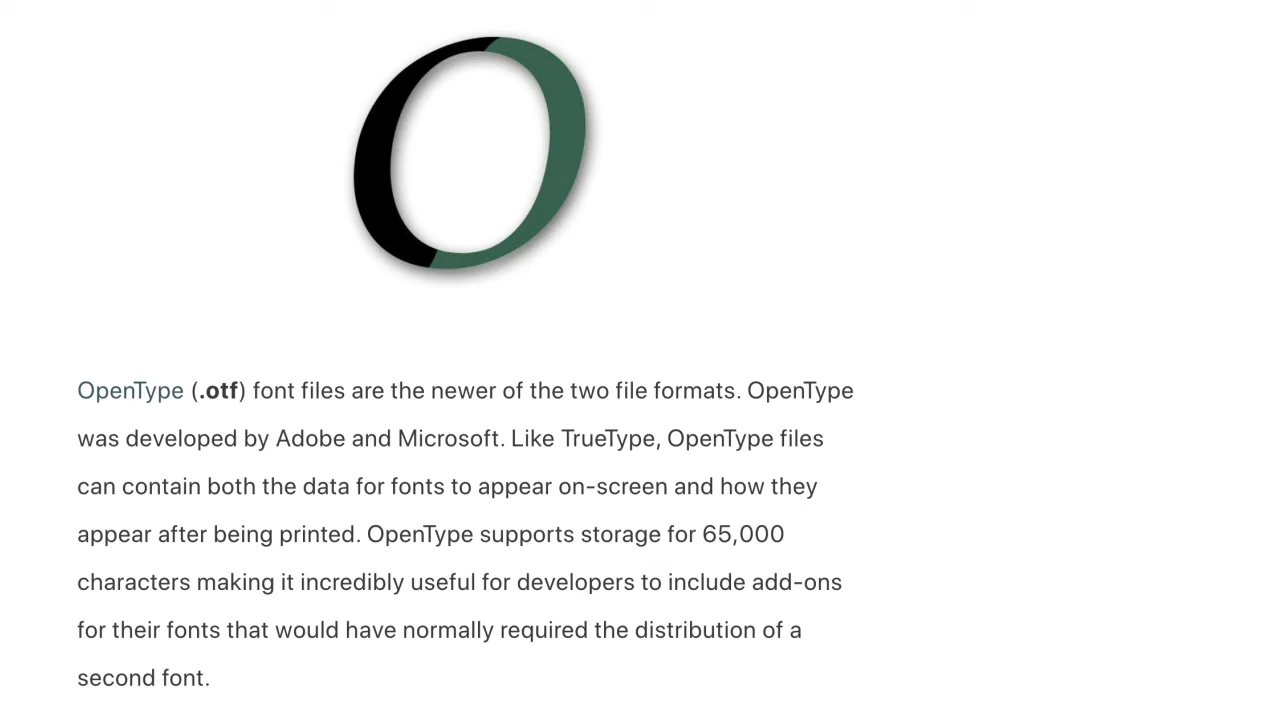 O
OpenType (.otf) font files are the newer of the two file formats. OpenType
was developed by Adobe and Microsoft. Like TrueType, OpenType files
can contain both the data for fonts to appear on-screen and how they
appear after being printed. OpenType supports storage for 65,000
characters making it incredibly useful for developers to include add-ons
for their fonts that would have normally required the distribution of a
second font.